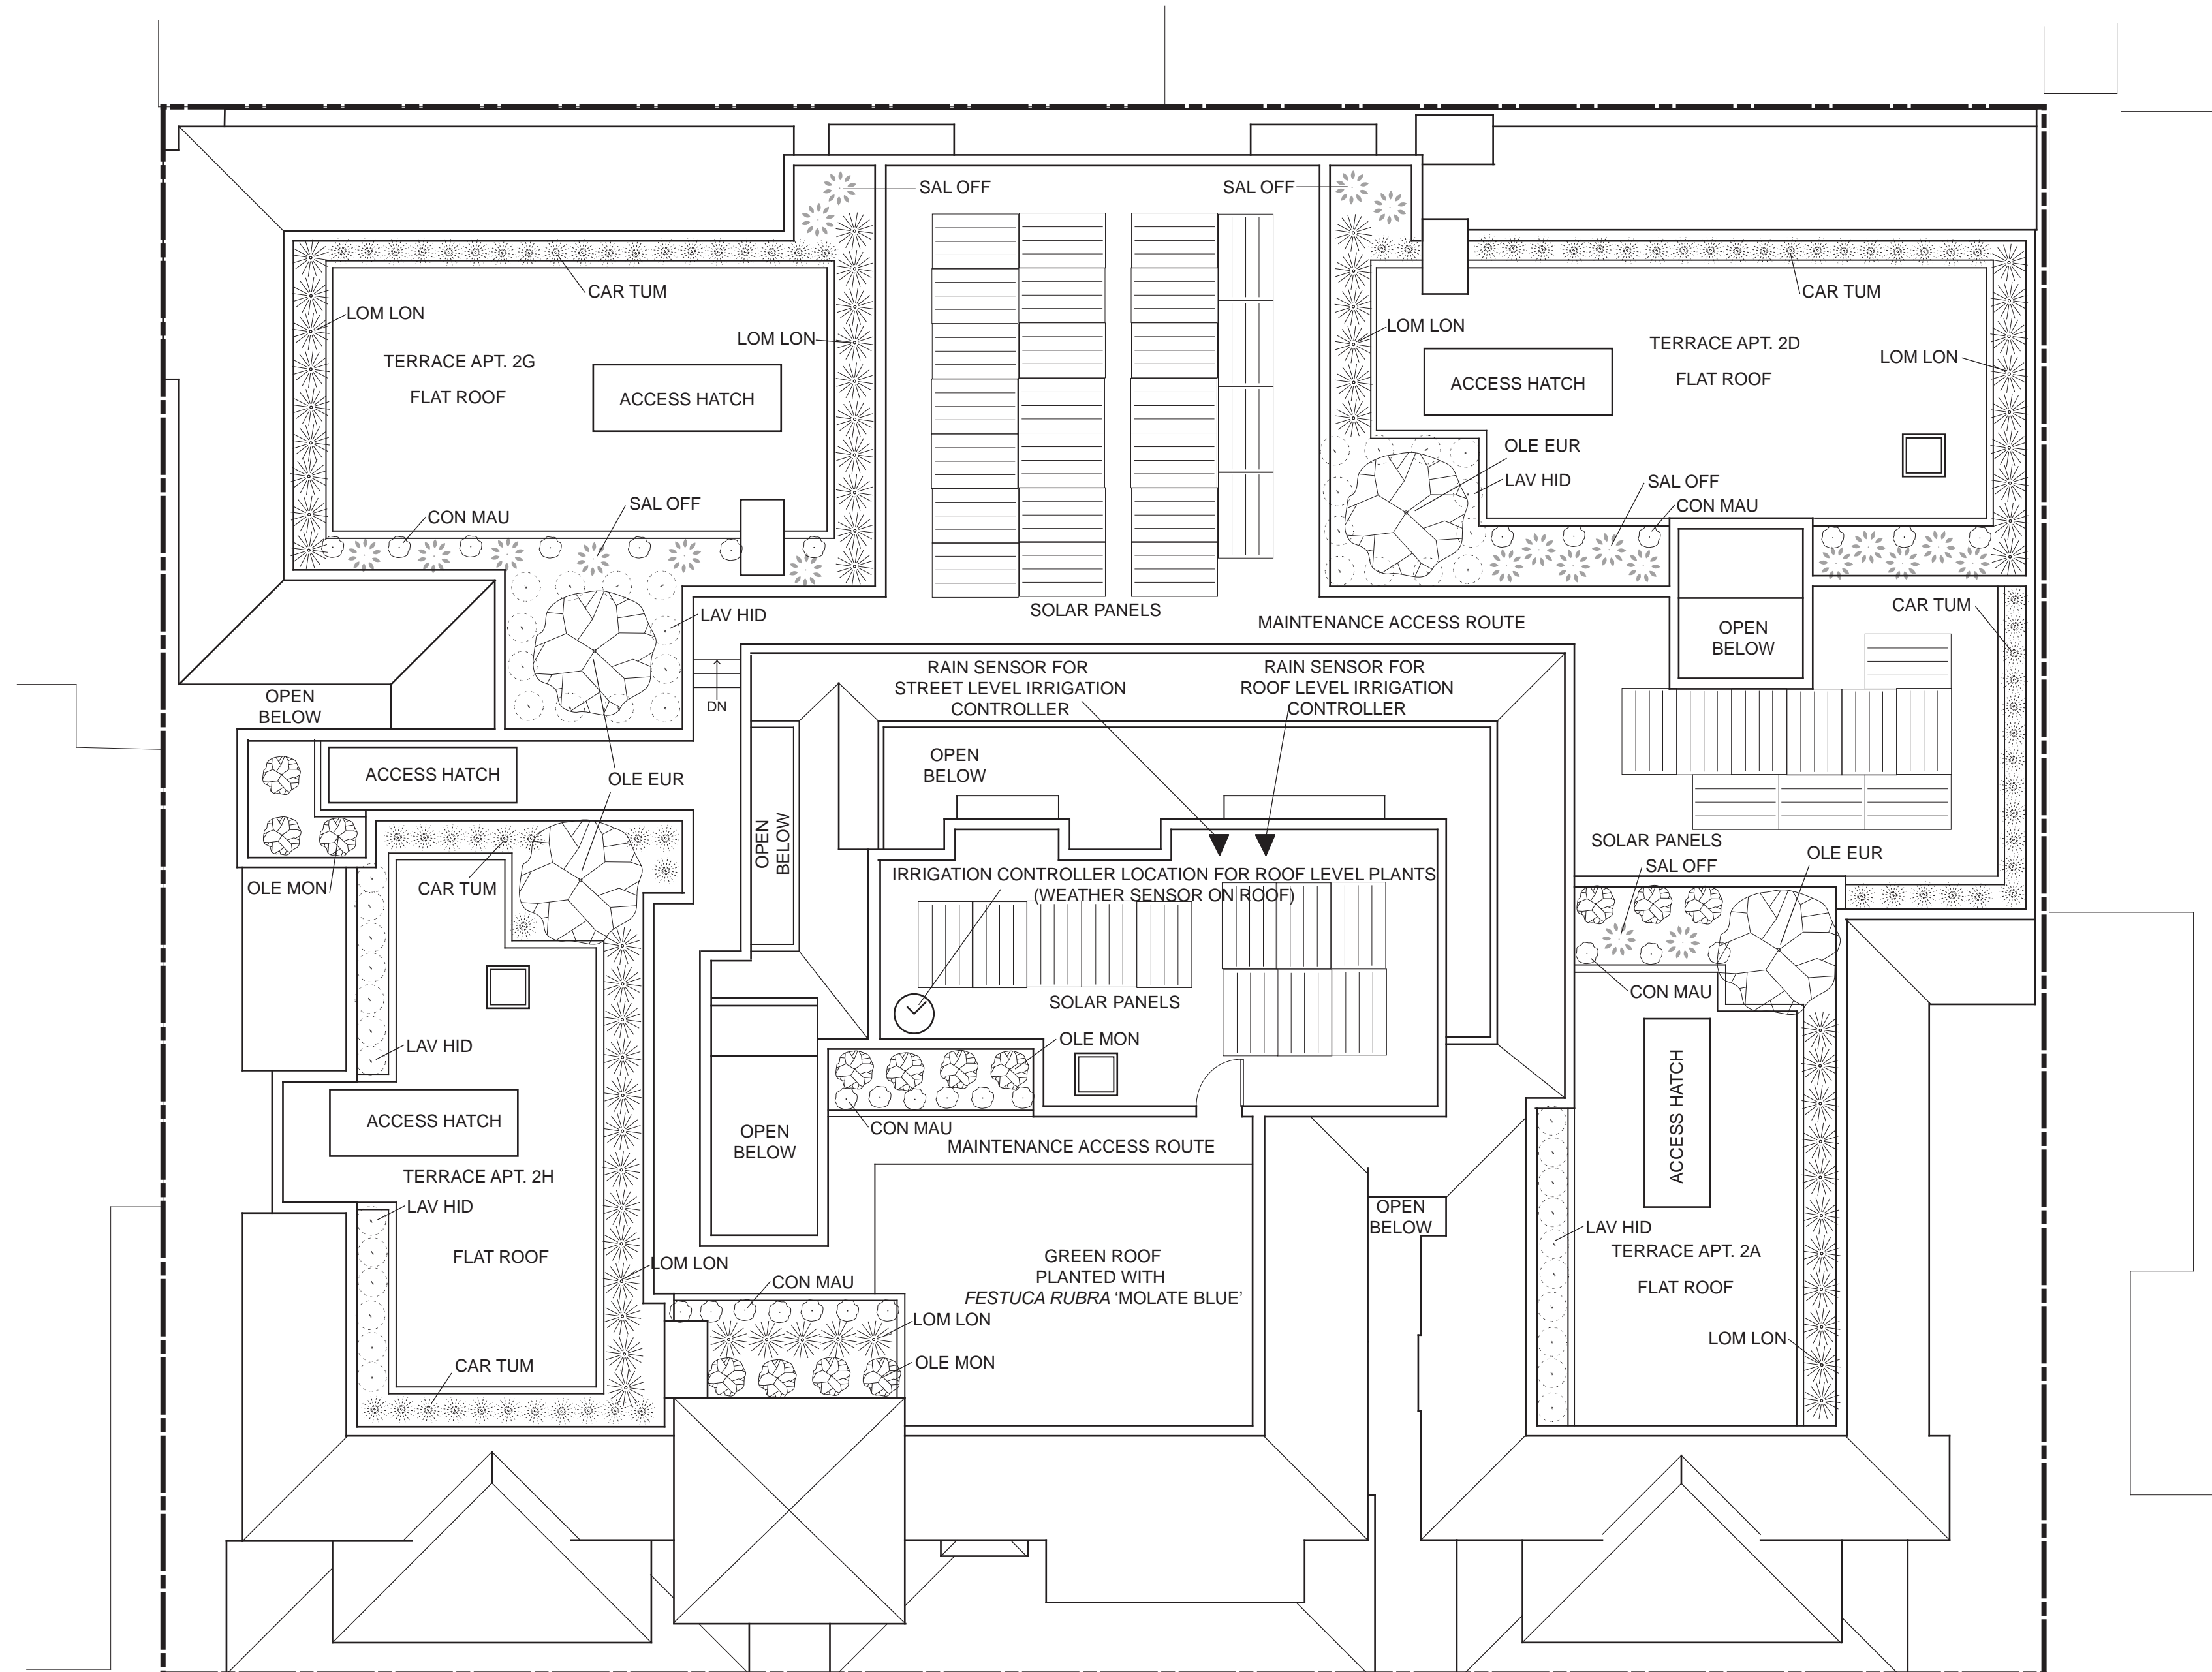 SAL OFF
SAL OFF
CAR TUM
CAR TUM
LOM LON
LOM LON
LOM LON
TERRACE APT. 2G
FLAT ROOF
ACCESS HATCH
ACCESS HATCH
TERRACE APT. 2D
FLAT ROOF
LOM LON
OLE EUR
LAV HID
SAL OFF
CON MAU
SAL OFF
CON MAU
LAV HID
SOLAR PANELS
MAINTENANCE ACCESS ROUTE
OPEN
BELOW
CAR TUM
OPEN
BELOW
DN
RAIN SENSOR FOR
STREET LEVEL IRRIGATION
CONTROLLER
RAIN SENSOR FOR
ROOF LEVEL IRRIGATION
CONTROLLER
OPEN
BELOW
ACCESS HATCH
OLE EUR
OPEN
BELOW
SOLAR PANELS
SAL OFF
OLE EUR
OLE MON
CAR TUM
IRRIGATION CONTROLLER LOCATION FOR ROOF LEVEL PLANTS
(WEATHER SENSOR ON ROOF)
SOLAR PANELS
CON MAU
LAV HID
OLE MON
ACCESS HATCH
ACCESS HATCH
TERRACE APT. 2H
LAV HID
FLAT ROOF
OPEN
BELOW
CON MAU
MAINTENANCE ACCESS ROUTE
OPEN
BELOW
LAV HID
TERRACE APT. 2A
FLAT ROOF
LOM LON
CON MAU
GREEN ROOF
PLANTED WITH
FESTUCA RUBRA ‘MOLATE BLUE’
LOM LON
OLE MON
CAR TUM
LOM LON